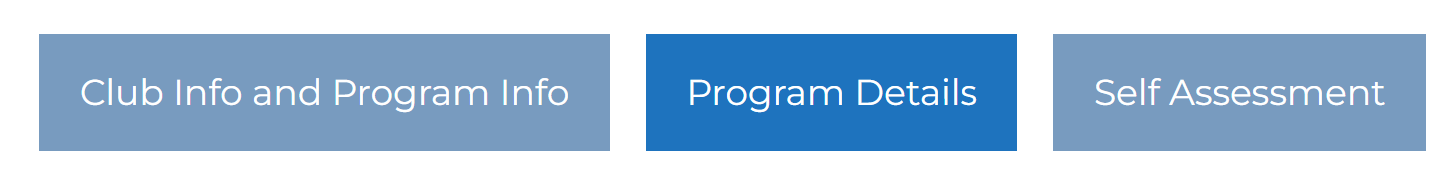 Club Info and Program Info
Program Details
Self Assessment